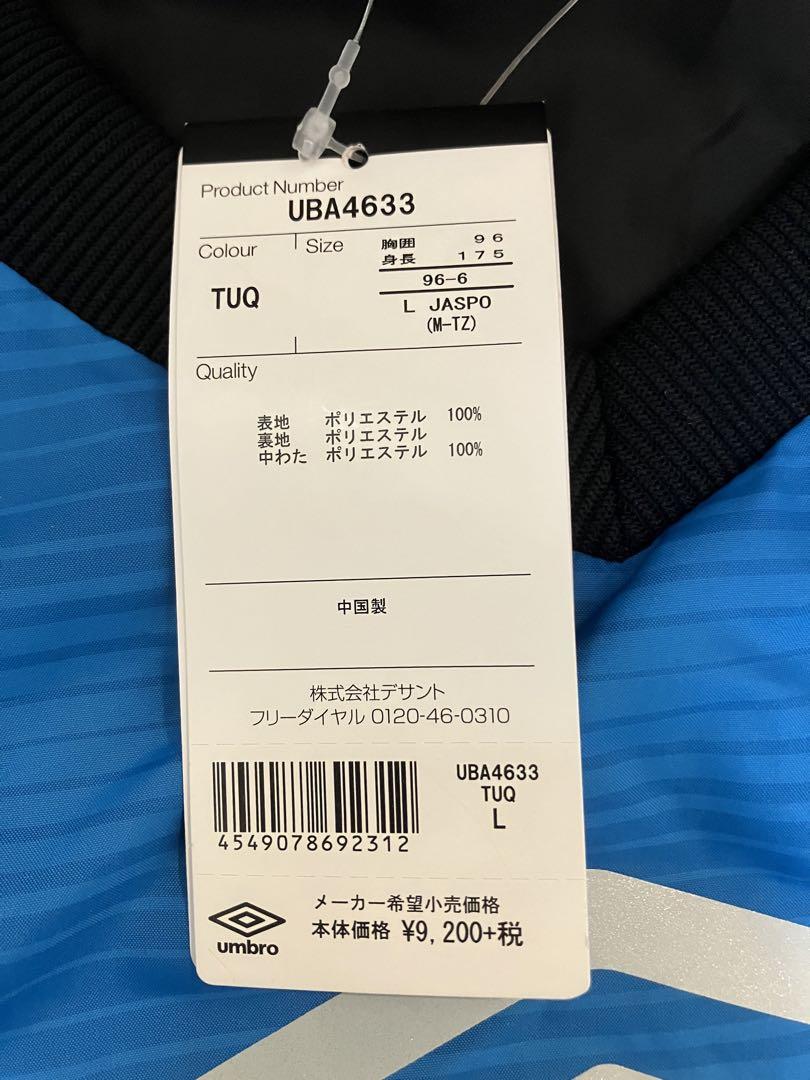 Product Number
UBA4633
Colour
TUQ
Size
胸囲 96
身長 175
96-6
L JASPO
(M-TZ)
Quality
表地 ポリエステル 100%
裏地 ポリエステル
中わた ポリエステル 100%
中国製
株式会社デサント
フリーダイヤル 0120-46-0310
4549078692312
UBA4633
TUQ
L
umbro
メーカー希望小売価格
本体価格 ¥9,200+税